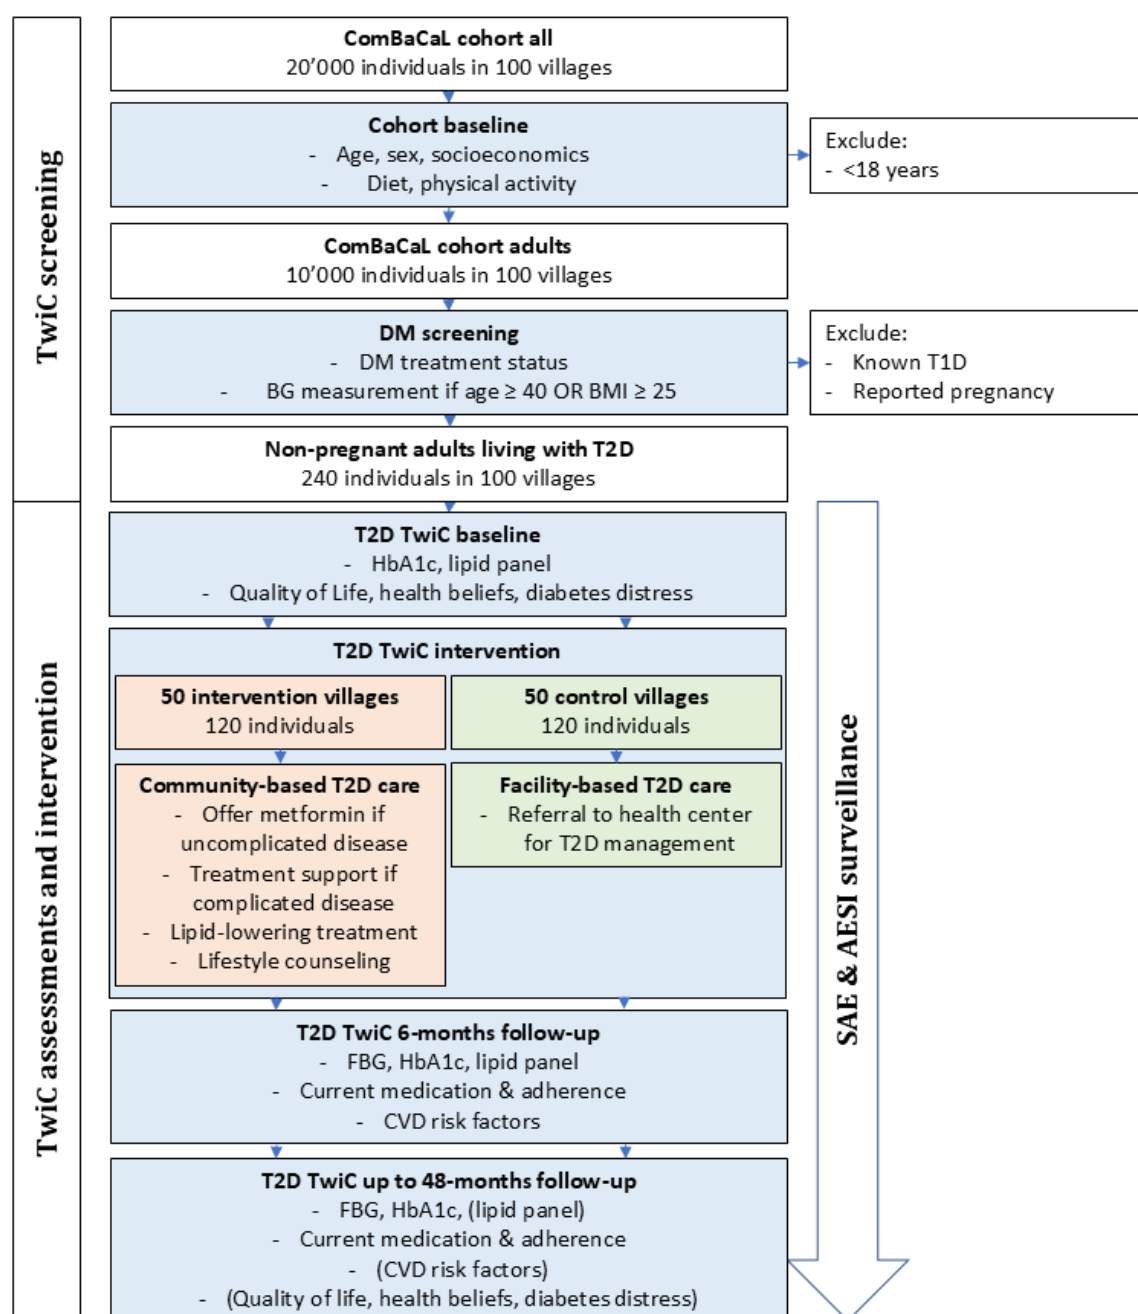 TwiC screening
ComBaCaL cohort all
20’000 individuals in 100 villages
Cohort baseline
- Age, sex, socioeconomics
- Diet, physical activity
Exclude:
- <18 years
ComBaCaL cohort adults
10’000 individuals in 100 villages
DM screening
- DM treatment status
- BG measurement if age ≥ 40 OR BMI ≥ 25
Exclude:
- Known T1D
- Reported pregnancy
Non-pregnant adults living with T2D
240 individuals in 100 villages
TwiC assessments and intervention
T2D TwiC baseline
- HbA1c, lipid panel
- Quality of Life, health beliefs, diabetes distress
T2D TwiC intervention
50 intervention villages
120 individuals
50 control villages
120 individuals
Community-based T2D care
- Offer metformin if
uncomplicated disease
- Treatment support if
complicated disease
- Lipid-lowering treatment
- Lifestyle counseling
Facility-based T2D care
- Referral to health center
for T2D management
SAE & AESI surveillance
T2D TwiC 6-months follow-up
- FBG, HbA1c, lipid panel
- Current medication & adherence
- CVD risk factors
T2D TwiC up to 48-months follow-up
- FBG, HbA1c, (lipid panel)
- Current medication & adherence
- (CVD risk factors)
- (Quality of life, health beliefs, diabetes distress)